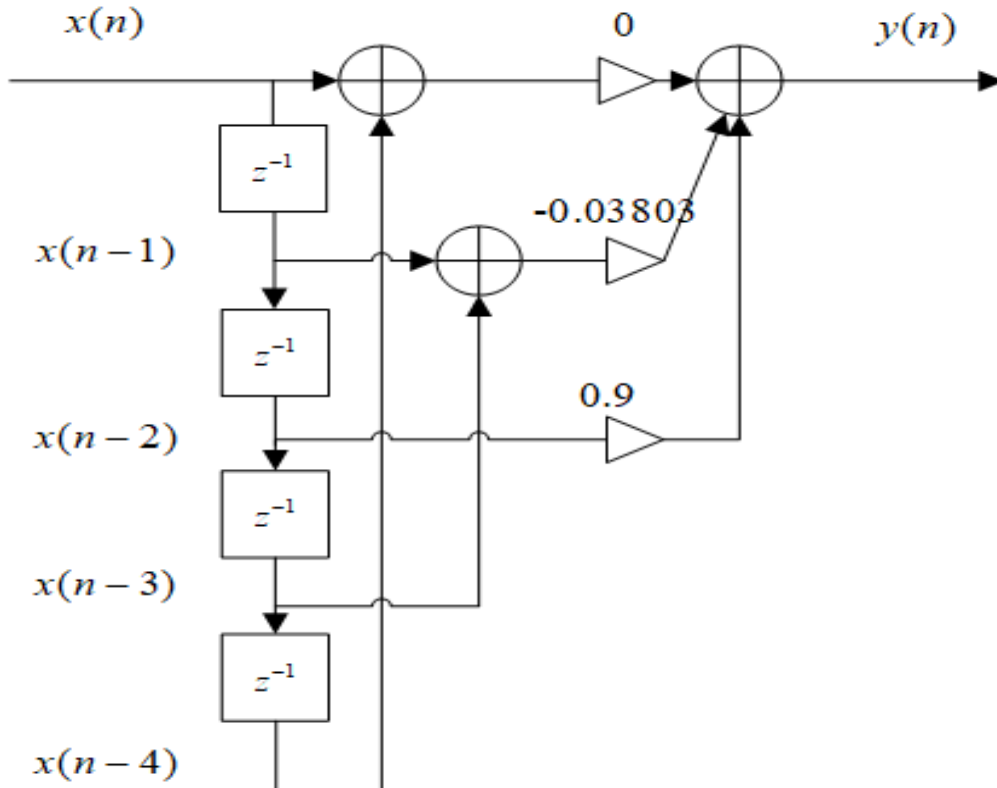 x(n)
0
y(n)
z⁻¹
-0.03803
x(n − 1)
z⁻¹
0.9
x(n − 2)
z⁻¹
x(n − 3)
z⁻¹
x(n − 4)